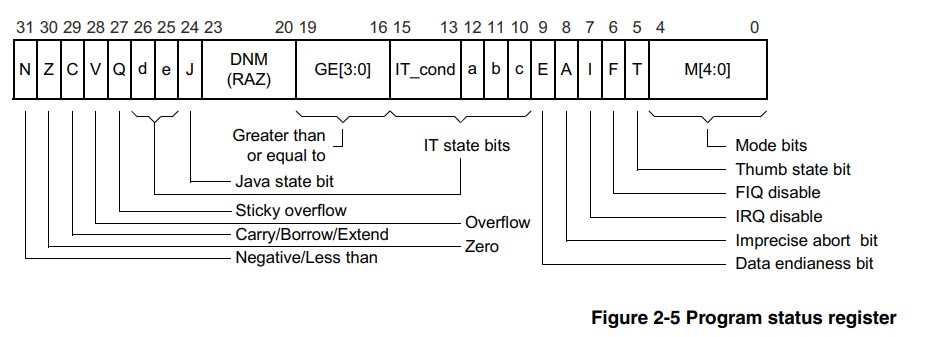 31 30 29 28 27 26 25 24 23 20 19 16 15 13 12 11 10 9 8 7 6 5 4 0
N Z C V Q d e J DNM (RAZ) GE[3:0] IT_cond a b c E A I F T M[4:0]
Greater than
or equal to
IT state bits
Mode bits
Java state bit
Thumb state bit
FIQ disable
Sticky overflow
IRQ disable
Overflow
Carry/Borrow/Extend
Imprecise abort bit
Zero
Negative/Less than
Data endianess bit
Figure 2-5 Program status register